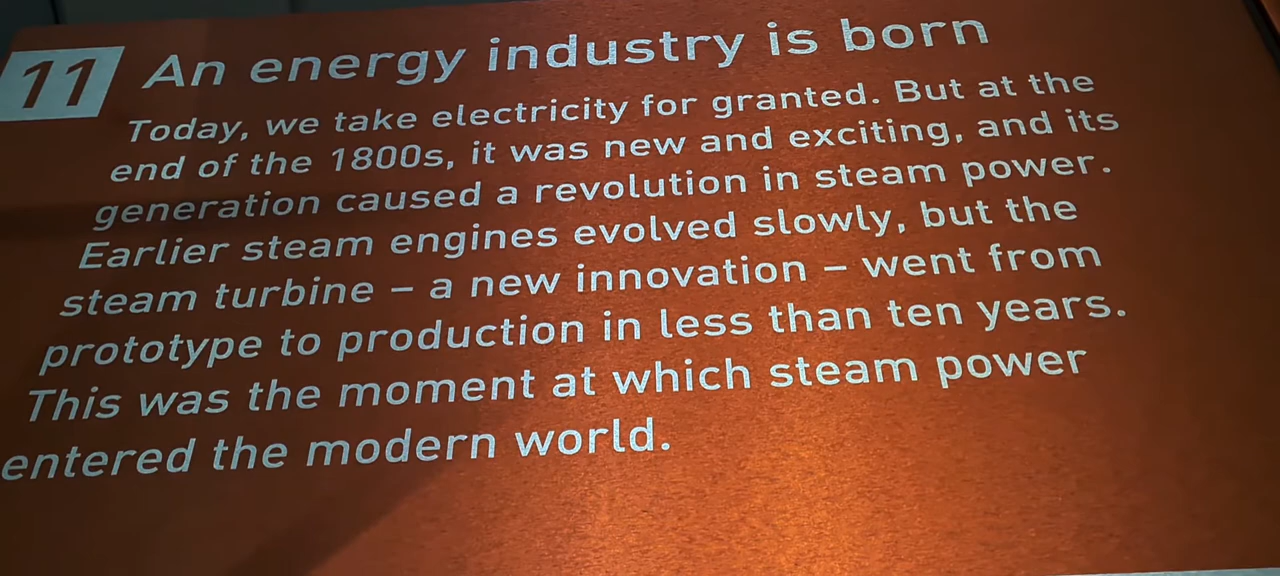 11 An energy industry is born
Today, we take electricity for granted. But at the
end of the 1800s, it was new and exciting, and its
generation caused a revolution in steam power.
Earlier steam engines evolved slowly, but the
steam turbine – a new innovation – went from
prototype to production in less than ten years.
This was the moment at which steam power
entered the modern world.